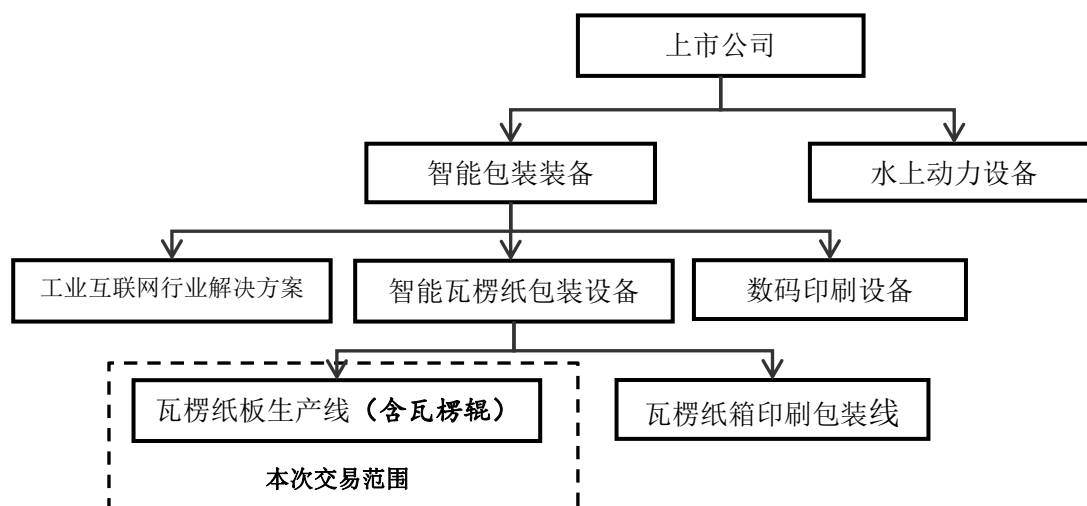 上市公司
智能包装装备
水上动力设备
工业互联网行业解决方案
智能瓦楞纸包装设备
数码印刷设备
瓦楞纸板生产线（含瓦楞辊）
瓦楞纸箱印刷包装线
本次交易范围